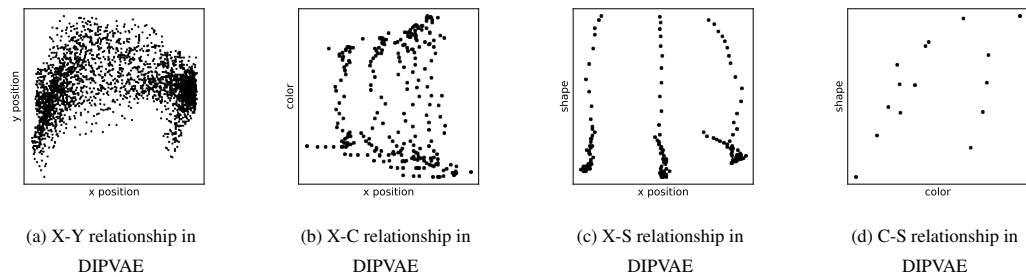 y position
x position
(a) X-Y relationship in
DIPVAE
color
x position
(b) X-C relationship in
DIPVAE
shape
x position
(c) X-S relationship in
DIPVAE
shape
color
(d) C-S relationship in
DIPVAE